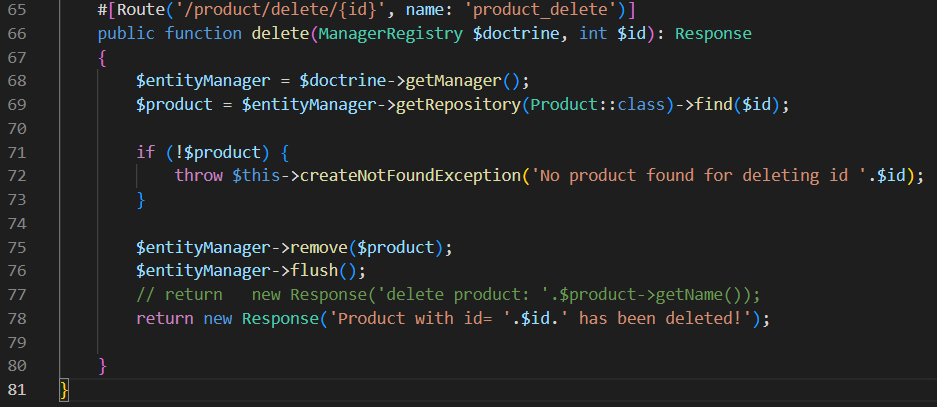 65 #[Route('/product/delete/{id}', name: 'product_delete')]
66 public function delete(ManagerRegistry $doctrine, int $id): Response
67 {
68 $entityManager = $doctrine->getManager();
69 $product = $entityManager->getRepository(Product::class)->find($id);
70
71 if (!$product) {
72 throw $this->createNotFoundException('No product found for deleting id '.$id);
73 }
74
75 $entityManager->remove($product);
76 $entityManager->flush();
77 // return   new Response('delete product: '.$product->getName());
78 return new Response('Product with id= '.$id.' has been deleted!');
79
80 }
81 }